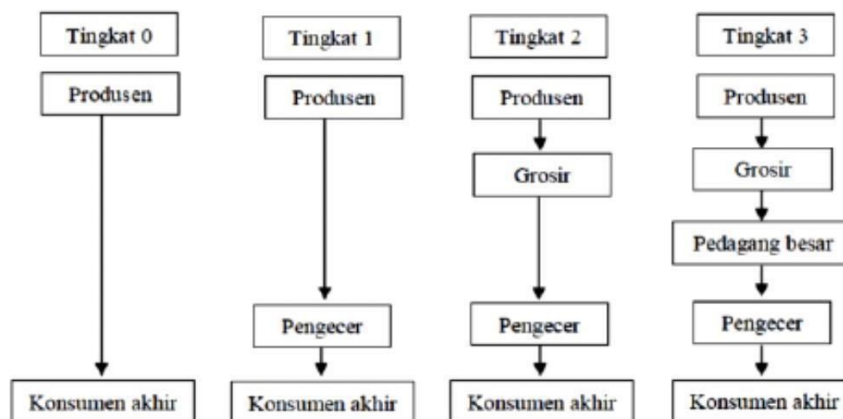 Tingkat 0
Produsen
Konsumen akhir
Tingkat 1
Produsen
Pengecer
Konsumen akhir
Tingkat 2
Produsen
Grosir
Pengecer
Konsumen akhir
Tingkat 3
Produsen
Grosir
Pedagang besar
Pengecer
Konsumen akhir